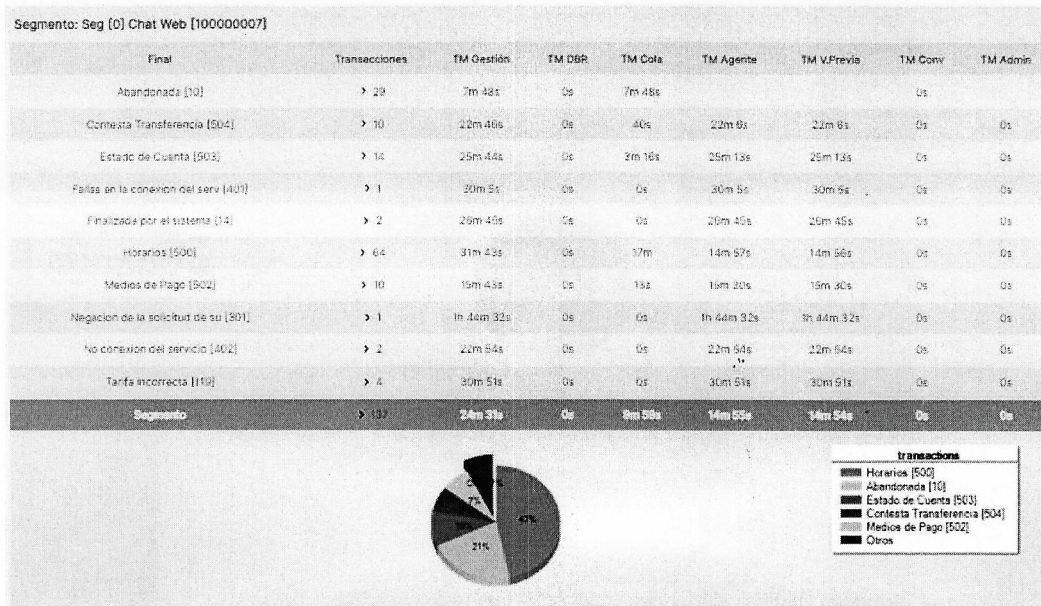 Segmento: Seg [0] Chat Web [100000007]
Final Transacciones TM Gestión TM DBR TM Cola TM Agente TM V.Previa TM Conv TM Admin
Abandonada [10] > 29 7m 48s 0s 7m 48s 0s
Contesta Transferencia [504] > 10 22m 46s 0s 40s 22m 6s 22m 6s 0s 0s
Estado de Cuenta [503] > 14 25m 44s 0s 3m 16s 25m 13s 25m 13s 0s 0s
Fallas en la conexion del serv [401] > 1 30m 5s 0s 0s 30m 5s 30m 5s 0s 0s
Finalizada por el sistema [14] > 2 26m 45s 0s 0s 26m 45s 26m 45s 0s 0s
Horarios [500] > 64 31m 43s 0s 17m 14m 57s 14m 56s 0s 0s
Medios de Pago [502] > 10 15m 43s 0s 13s 15m 30s 15m 30s 0s 0s
Negacion de la solicitud de su [301] > 1 1h 44m 32s 0s 0s 1h 44m 32s 1h 44m 32s 0s 0s
No conexion del servicio [402] > 2 22m 54s 0s 0s 22m 54s 22m 54s 0s 0s
Tarifa incorrecta [119] > 4 30m 51s 0s 0s 30m 51s 30m 51s 0s 0s
Segmento > 137 24m 31s 0s 9m 59s 14m 55s 14m 54s 0s 0s
transactions
Horarios [500]
Abandonada [10]
Estado de Cuenta [503]
Contesta Transferencia [504]
Medios de Pago [502]
Otros
7%
47%
10%
21%